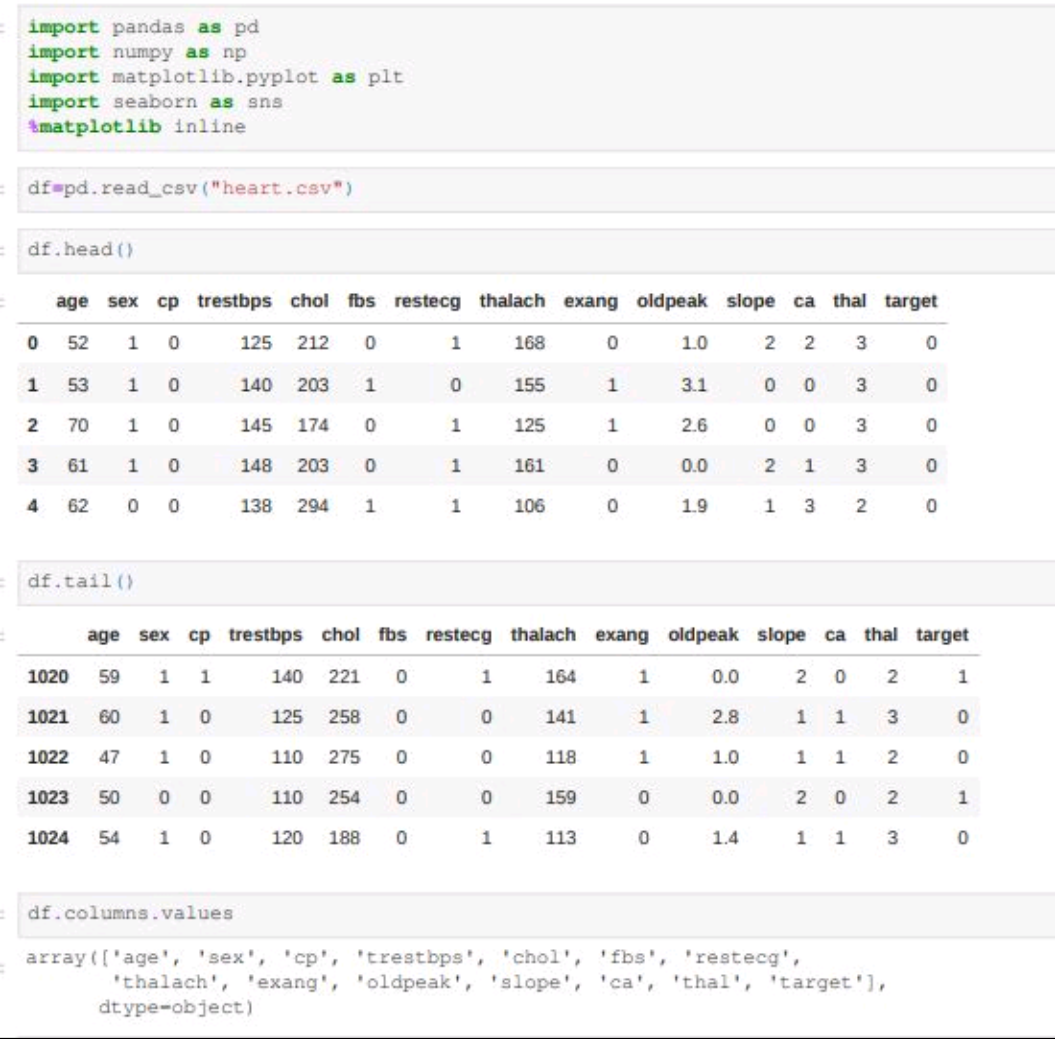 import pandas as pd
import numpy as np
import matplotlib.pyplot as plt
import seaborn as sns
%matplotlib inline
df=pd.read_csv("heart.csv")
df.head()
age sex cp trestbps chol fbs restecg thalach exang oldpeak slope ca thal target
0 52 1 0 125 212 0 1 168 0 1.0 2 2 3 0
1 53 1 0 140 203 1 0 155 1 3.1 0 0 3 0
2 70 1 0 145 174 0 1 125 1 2.6 0 0 3 0
3 61 1 0 148 203 0 1 161 0 0.0 2 1 3 0
4 62 0 0 138 294 1 1 106 0 1.9 1 3 2 0
df.tail()
age sex cp trestbps chol fbs restecg thalach exang oldpeak slope ca thal target
1020 59 1 1 140 221 0 1 164 1 0.0 2 0 2 1
1021 60 1 0 125 258 0 0 141 1 2.8 1 1 3 0
1022 47 1 0 110 275 0 0 118 1 1.0 1 1 2 0
1023 50 0 0 110 254 0 0 159 0 0.0 2 0 2 1
1024 54 1 0 120 188 0 1 113 0 1.4 1 1 3 0
df.columns.values
array(['age', 'sex', 'cp', 'trestbps', 'chol', 'fbs', 'restecg',
'thalach', 'exang', 'oldpeak', 'slope', 'ca', 'thal', 'target'],
dtype=object)